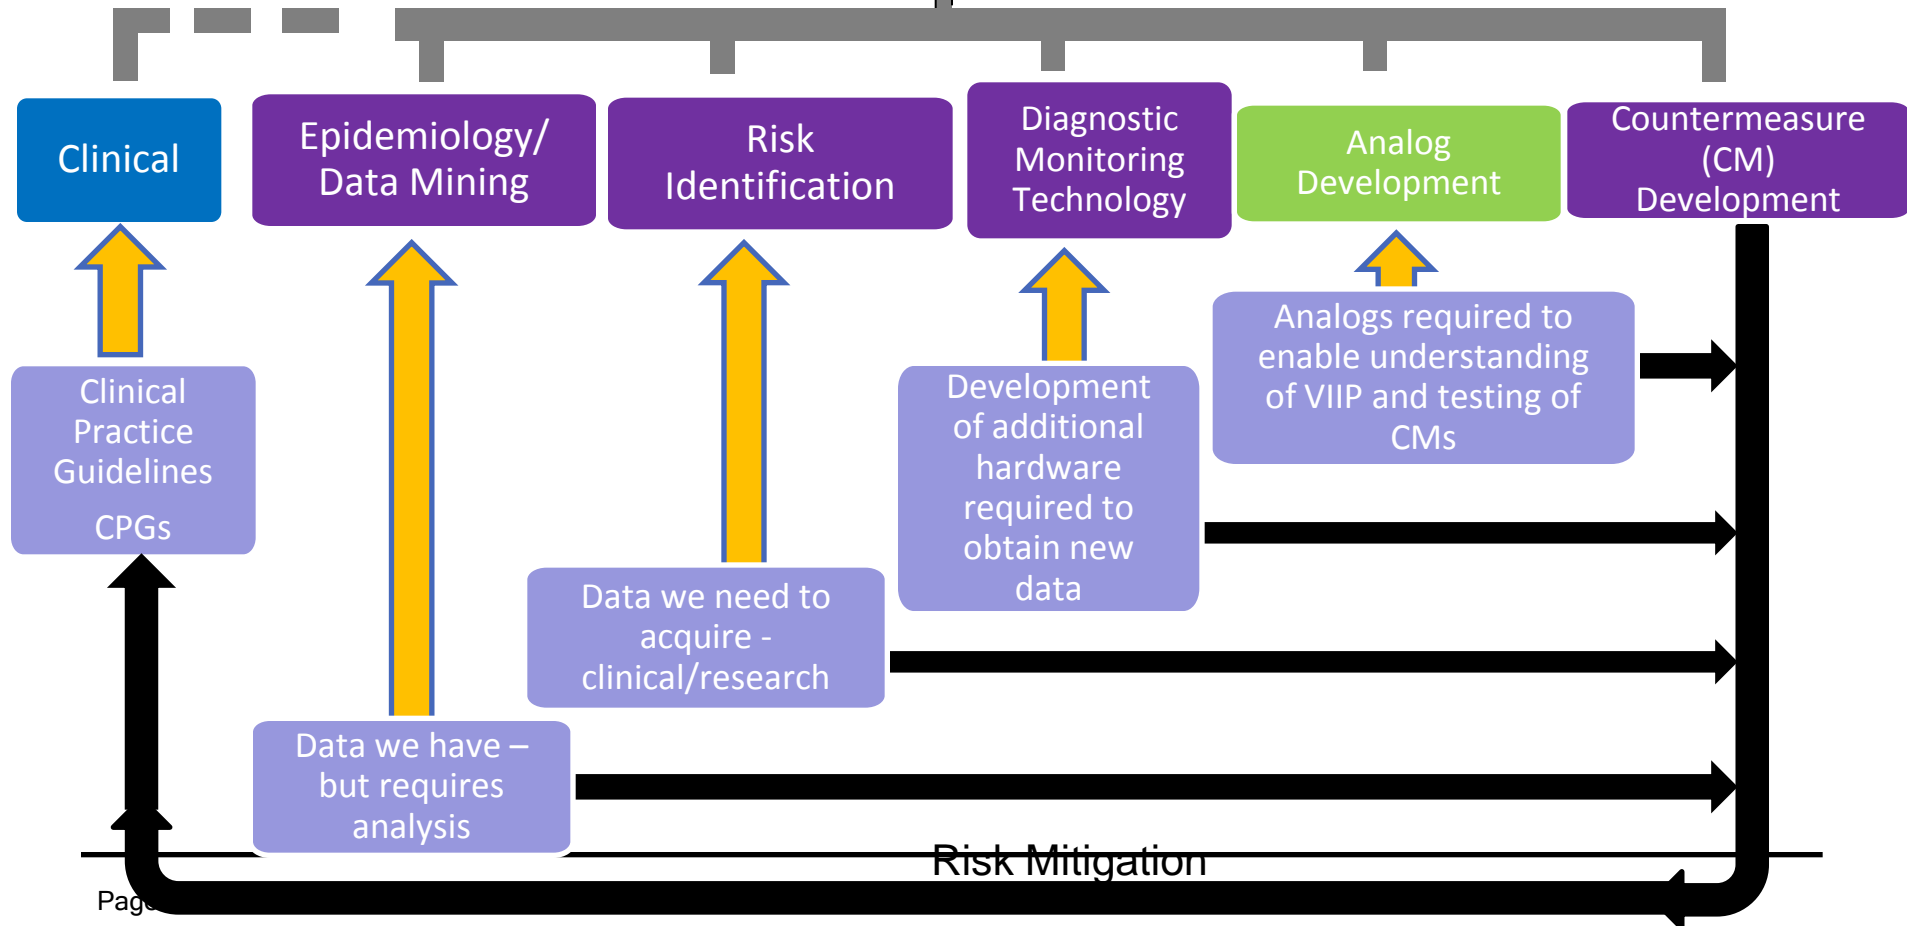 Clinical
Epidemiology/
Data Mining
Risk
Identification
Diagnostic
Monitoring
Technology
Analog
Development
Countermeasure
(CM)
Development
Clinical
Practice
Guidelines
CPGs
Data we have –
but requires
analysis
Data we need to
acquire -
clinical/research
Development
of additional
hardware
required to
obtain new
data
Analogs required to
enable understanding
of VIIP and testing of
CMs
Risk Mitigation